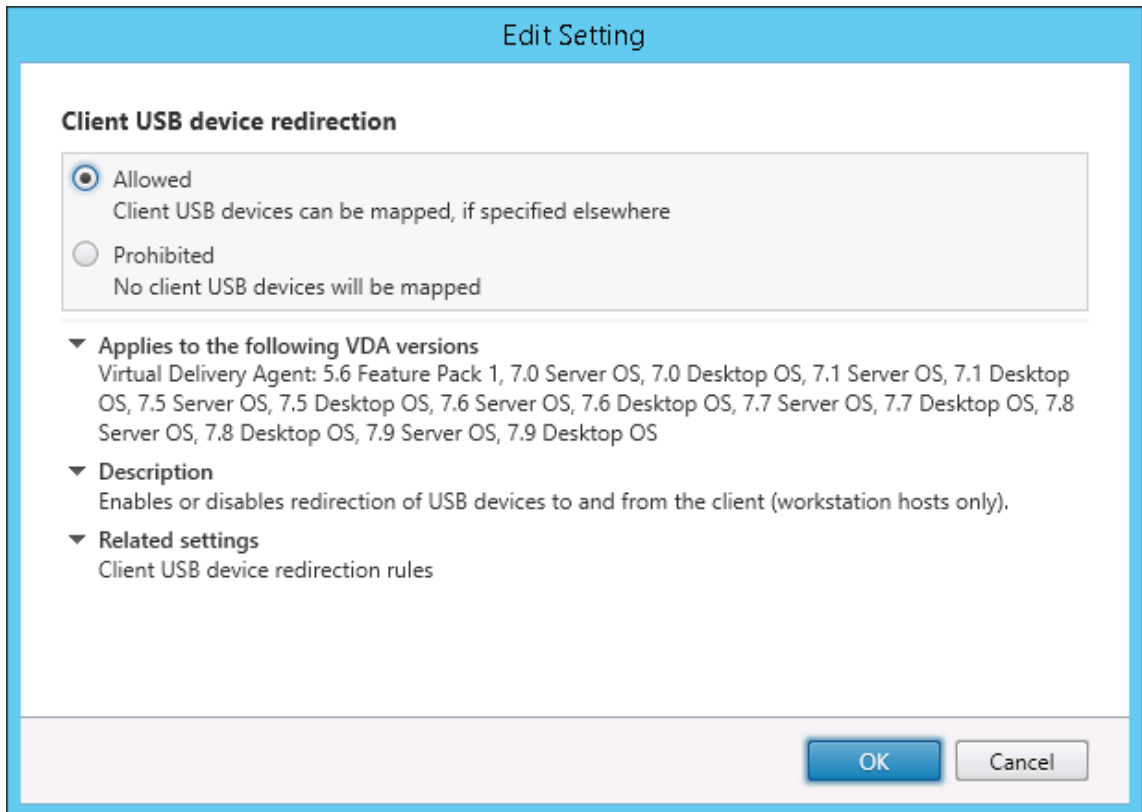 Edit Setting
Client USB device redirection
Allowed
Client USB devices can be mapped, if specified elsewhere
Prohibited
No client USB devices will be mapped
Applies to the following VDA versions
Virtual Delivery Agent: 5.6 Feature Pack 1, 7.0 Server OS, 7.0 Desktop OS, 7.1 Server OS, 7.1 Desktop
OS, 7.5 Server OS, 7.5 Desktop OS, 7.6 Server OS, 7.6 Desktop OS, 7.7 Server OS, 7.7 Desktop OS, 7.8
Server OS, 7.8 Desktop OS, 7.9 Server OS, 7.9 Desktop OS
Description
Enables or disables redirection of USB devices to and from the client (workstation hosts only).
Related settings
Client USB device redirection rules
OK
Cancel